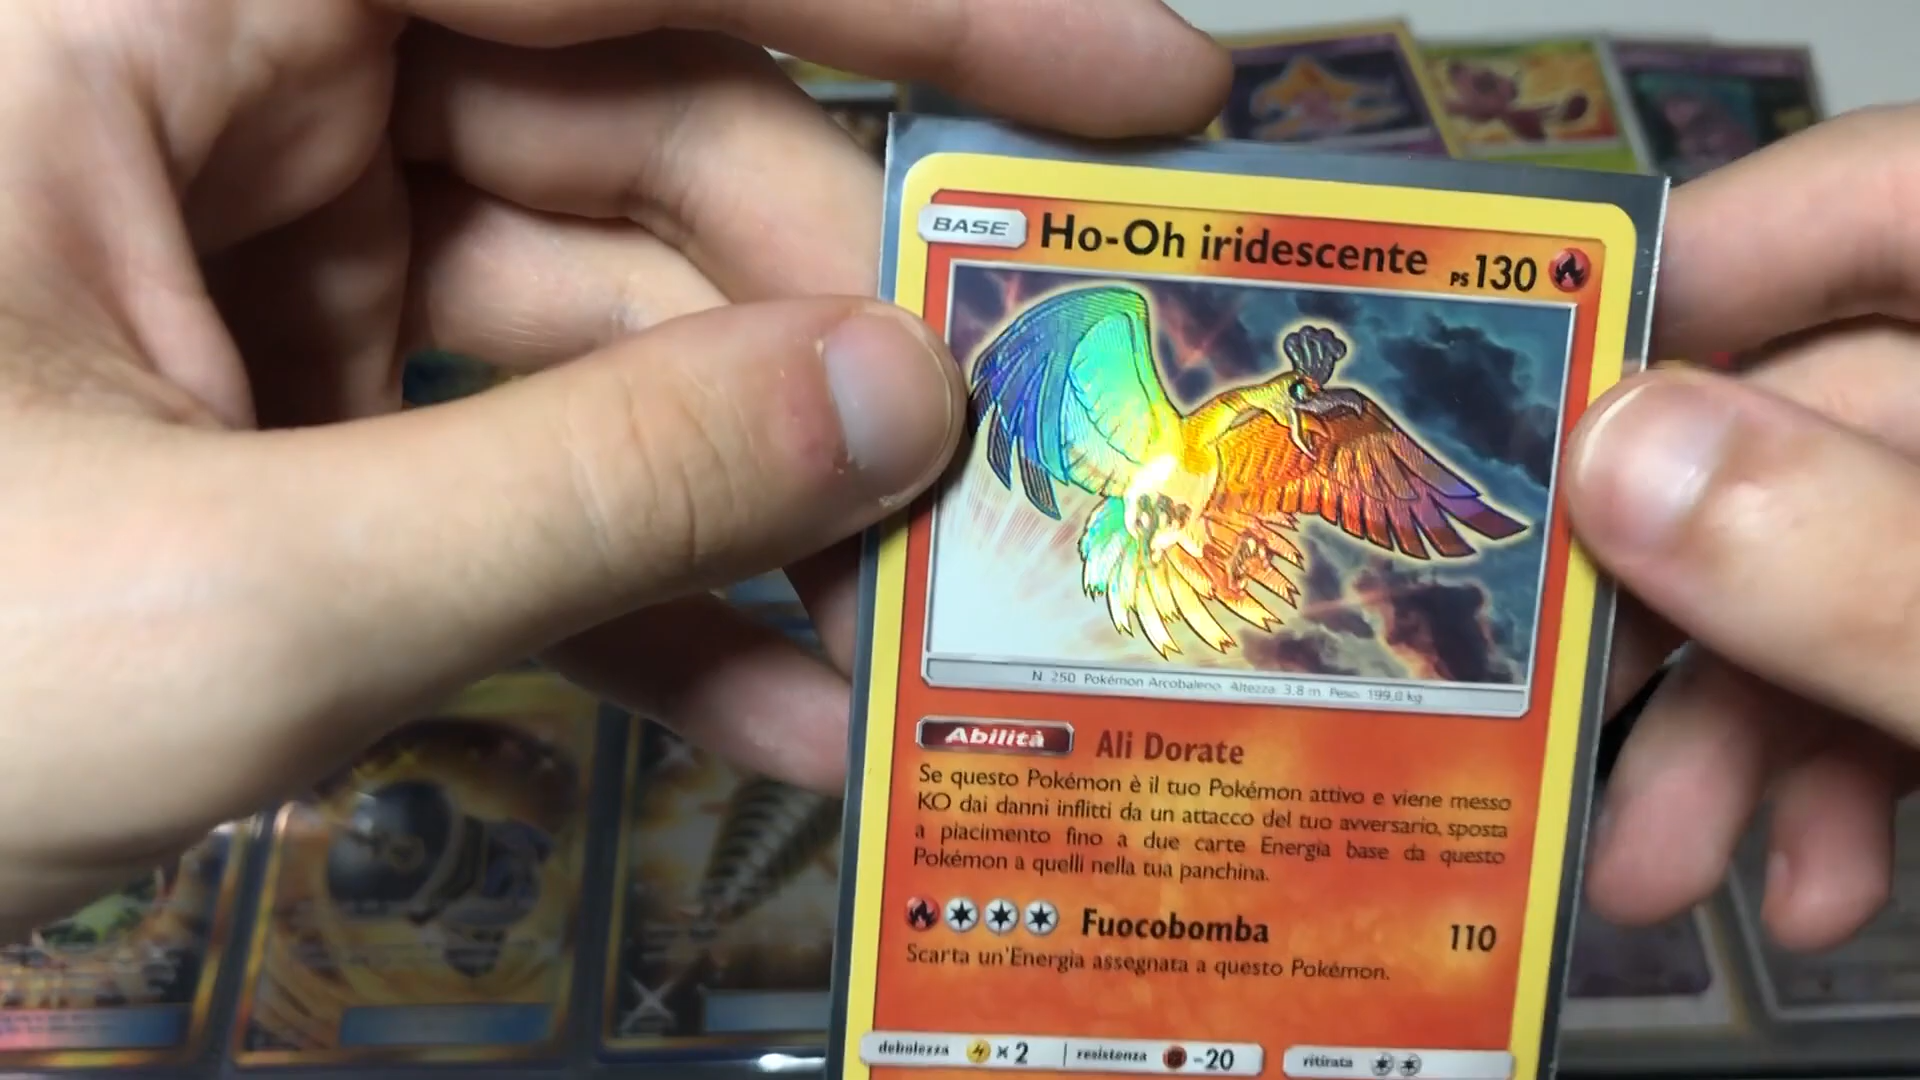 BASE Ho-Oh iridescente PS 130
N. 250 Pokémon Arcobaleno Altezza: 3.8 m Peso: 199,0 kg
Abilità Ali Dorate
Se questo Pokémon è il tuo Pokémon attivo e viene messo
KO dai danni inflitti da un attacco del tuo avversario, sposta
a piacimento fino a due carte Energia base da questo
Pokémon a quelli nella tua panchina.
Fuocobomba 110
Scarta un'Energia assegnata a questo Pokémon.
debolezza × 2 resistenza -20 ritirata